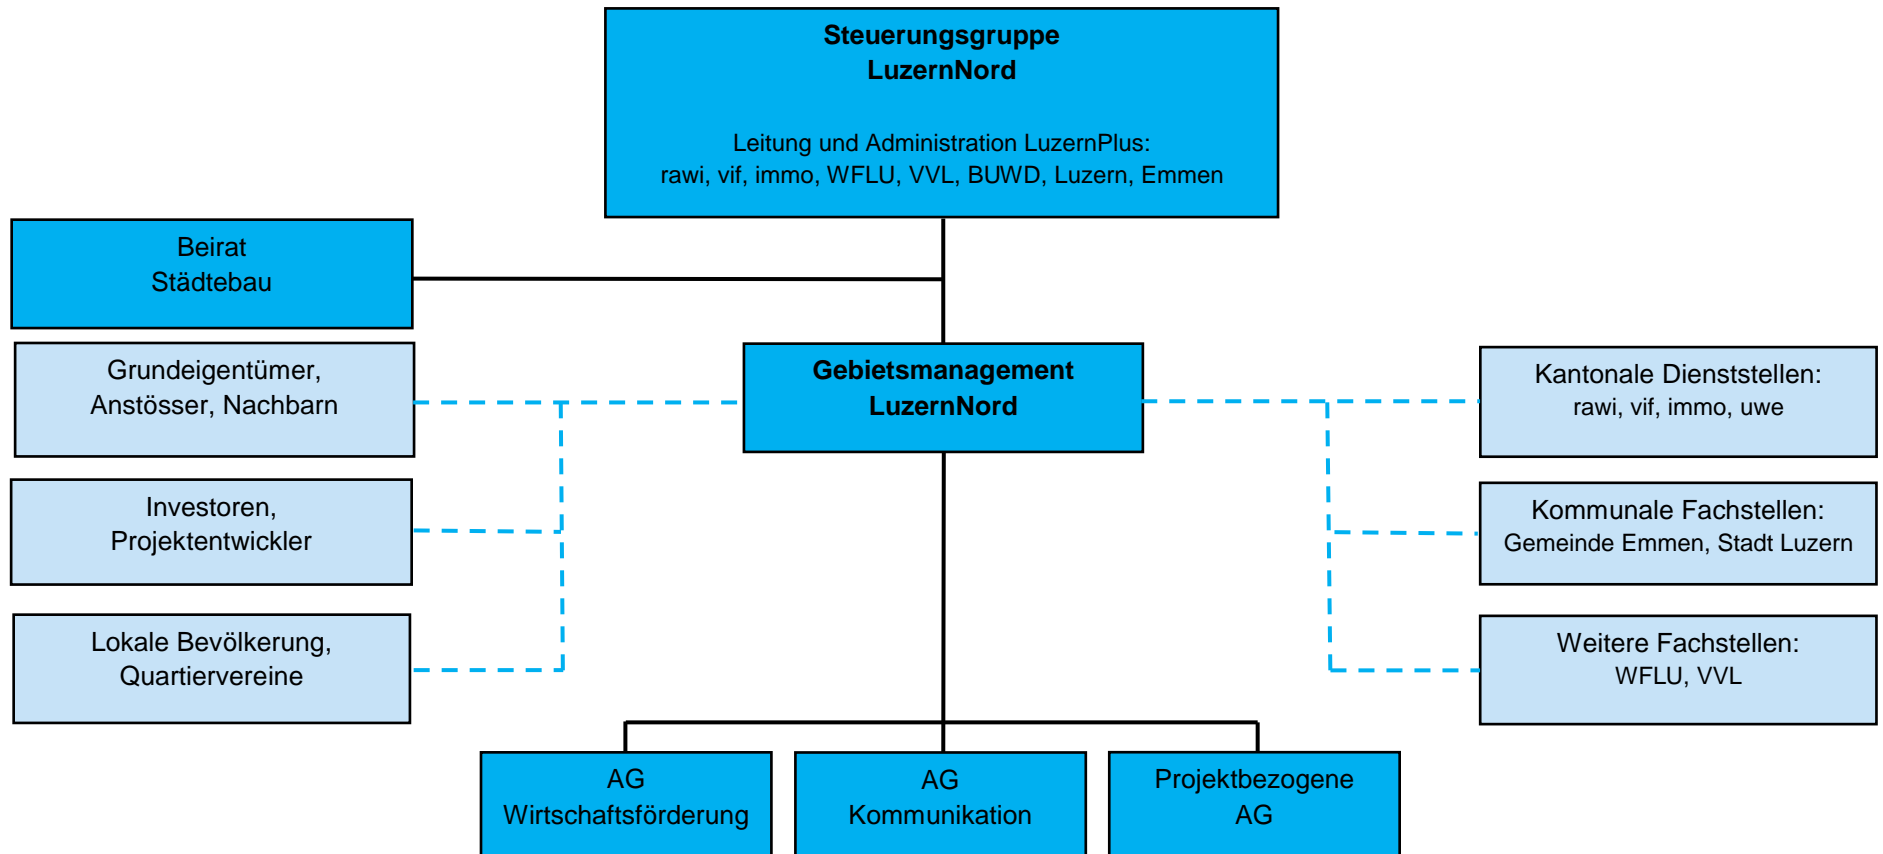 Steuerungsgruppe
LuzernNord
Leitung und Administration LuzernPlus:
rawi, vif, immo, WFLU, VVL, BUWD, Luzern, Emmen
Beirat
Städtebau
Grundeigentümer,
Anstösser, Nachbarn
Gebietsmanagement
LuzernNord
Kantonale Dienststellen:
rawi, vif, immo, uwe
Investoren,
Projektentwickler
Kommunale Fachstellen:
Gemeinde Emmen, Stadt Luzern
Lokale Bevölkerung,
Quartiervereine
Weitere Fachstellen:
WFLU, VVL
AG
Wirtschaftsförderung
AG
Kommunikation
Projektbezogene
AG